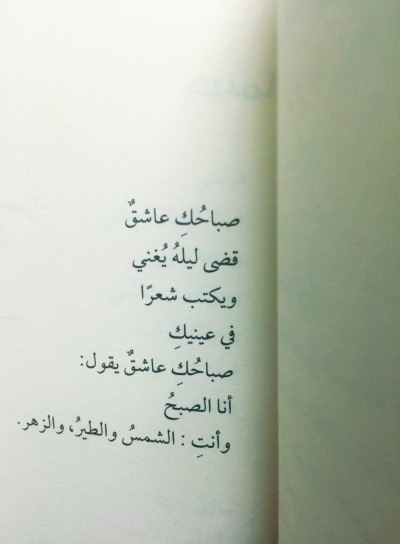 صباحُكِ عاشقٌ
قضى ليلهُ يُغني
ويكتب شعرًا
في عينيكِ
صباحُكِ عاشقٌ يقول:
أنا الصبحُ
وأنتِ : الشمسُ والطيرُ، والزهر.